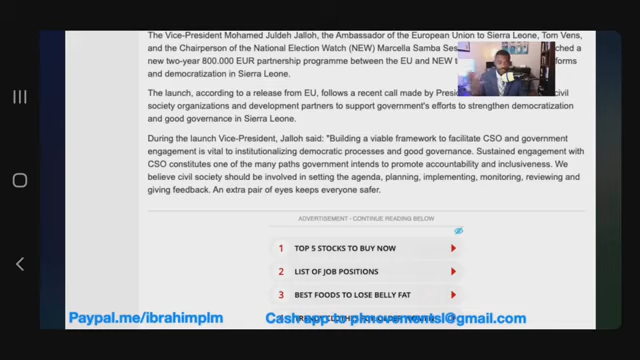 The Vice-President Mohamed Juldeh Jalloh, the Ambassador of the European Union to Sierra Leone, Tom Vens,
and the Chairperson of the National Election Watch (NEW) Marcella Samba Ses ched a
new two-year 800.000 EUR partnership programme between the EU and NEW forms
and democratization in Sierra Leone.
The launch, according to a release from EU, follows a recent call made by Presi civil
society organizations and development partners to support government's efforts to strengthen democratization
and good governance in Sierra Leone.
During the launch Vice-President, Jalloh said: "Building a viable framework to facilitate CSO and government
engagement is vital to institutionalizing democratic processes and good governance. Sustained engagement with
CSO constitutes one of the many paths government intends to promote accountability and inclusiveness. We
believe civil society should be involved in setting the agenda, planning, implementing, monitoring, reviewing and
giving feedback. An extra pair of eyes keeps everyone safer.
ADVERTISEMENT - CONTINUE READING BELOW
1 TOP 5 STOCKS TO BUY NOW
2 LIST OF JOB POSITIONS
3 BEST FOODS TO LOSE BELLY FAT
Paypal.me/ibrahimplm
Cash app @plmovementsl@gmail.com